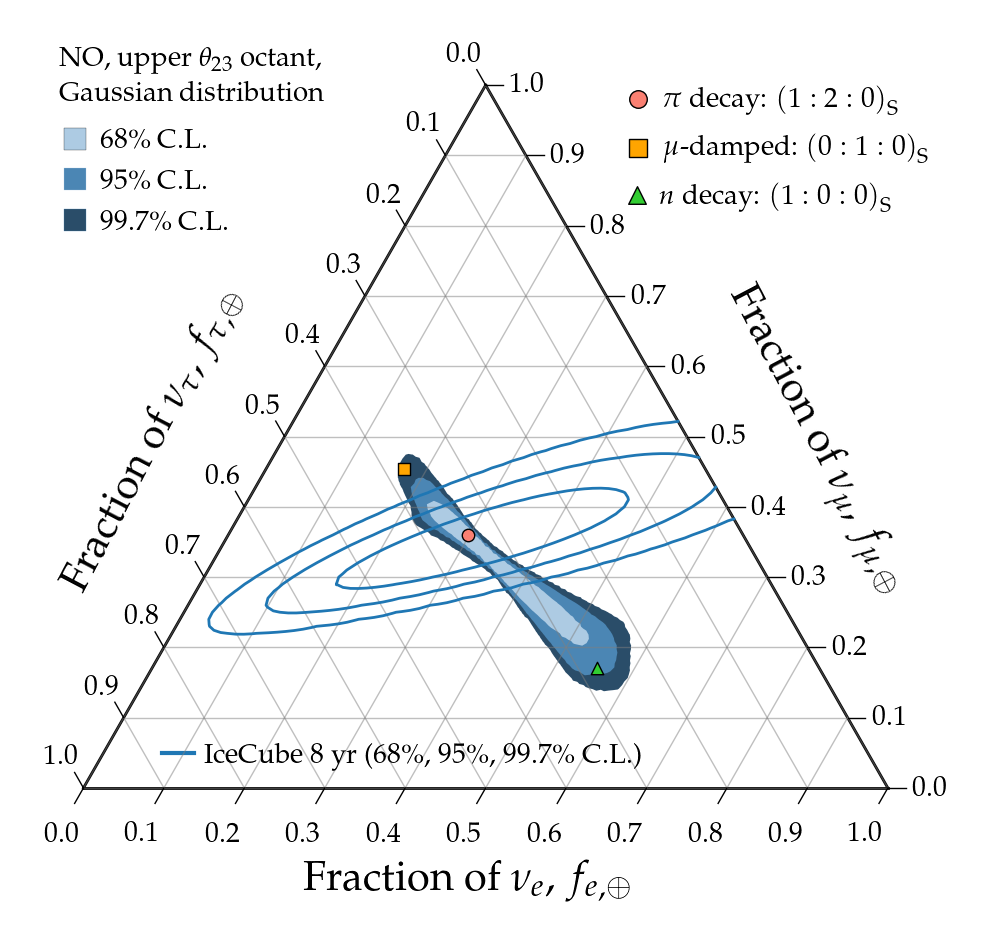 NO, upper θ₂₃ octant,
Gaussian distribution
68% C.L.
95% C.L.
99.7% C.L.
π decay: (1 : 2 : 0)S
μ-damped: (0 : 1 : 0)S
n decay: (1 : 0 : 0)S
0.0
0.1
0.2
0.3
0.4
0.5
0.6
0.7
0.8
0.9
1.0
Fraction of ντ, fτ,⊕
1.0
0.9
0.8
0.7
0.6
0.5
0.4
0.3
0.2
0.1
0.0
Fraction of νμ, fμ,⊕
IceCube 8 yr (68%, 95%, 99.7% C.L.)
0.0 0.1 0.2 0.3 0.4 0.5 0.6 0.7 0.8 0.9 1.0
Fraction of νe, fe,⊕